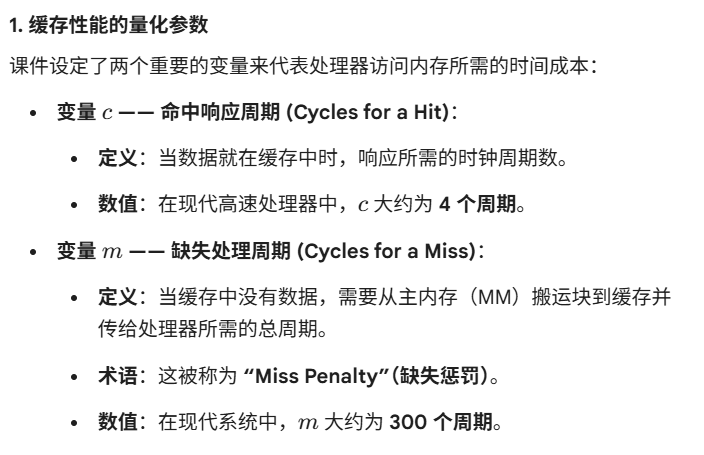 1. 缓存性能的量化参数
课件设定了两个重要的变量来代表处理器访问内存所需的时间成本：
• 变量 c —— 命中响应周期 (Cycles for a Hit)：
• 定义：当数据就在缓存中时，响应所需的时钟周期数。
• 数值：在现代高速处理器中，c 大约为 4 个周期。
• 变量 m —— 缺失处理周期 (Cycles for a Miss)：
• 定义：当缓存中没有数据，需要从主内存（MM）搬运块到缓存并
传给处理器所需的总周期。
• 术语：这被称为 “Miss Penalty”（缺失惩罚）。
• 数值：在现代系统中，m 大约为 300 个周期。